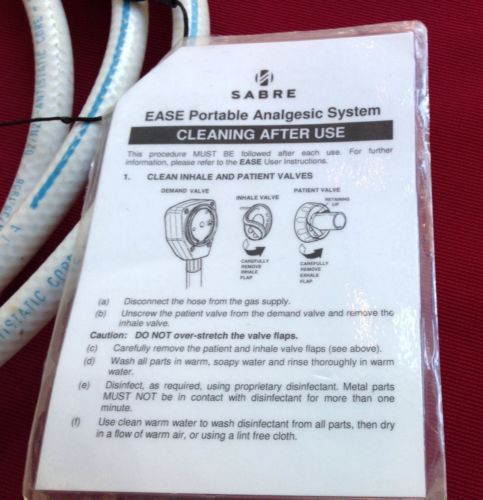 SABRE
EASE Portable Analgesic System
CLEANING AFTER USE
This procedure MUST BE followed after each use. For further
information, please refer to the EASE User Instructions.
1. CLEAN INHALE AND PATIENT VALVES
DEMAND VALVE
INHALE VALVE
PATIENT VALVE
RETAINING
LIP
CAREFULLY
REMOVE
INHALE
FLAP
CAREFULLY
REMOVE
EXHALE
FLAP
(a) Disconnect the hose from the gas supply.
(b) Unscrew the patient valve from the demand valve and remove the
inhale valve.
Caution: DO NOT over-stretch the valve flaps.
(c) Carefully remove the patient and inhale valve flaps (see above).
(d) Wash all parts in warm, soapy water and rinse thoroughly in warm
water.
(e) Disinfect, as required, using proprietary disinfectant. Metal parts
MUST NOT be in contact with disinfectant for more than one
minute.
(f) Use clean warm water to wash disinfectant from all parts, then dry
in a flow of warm air, or using a lint free cloth.